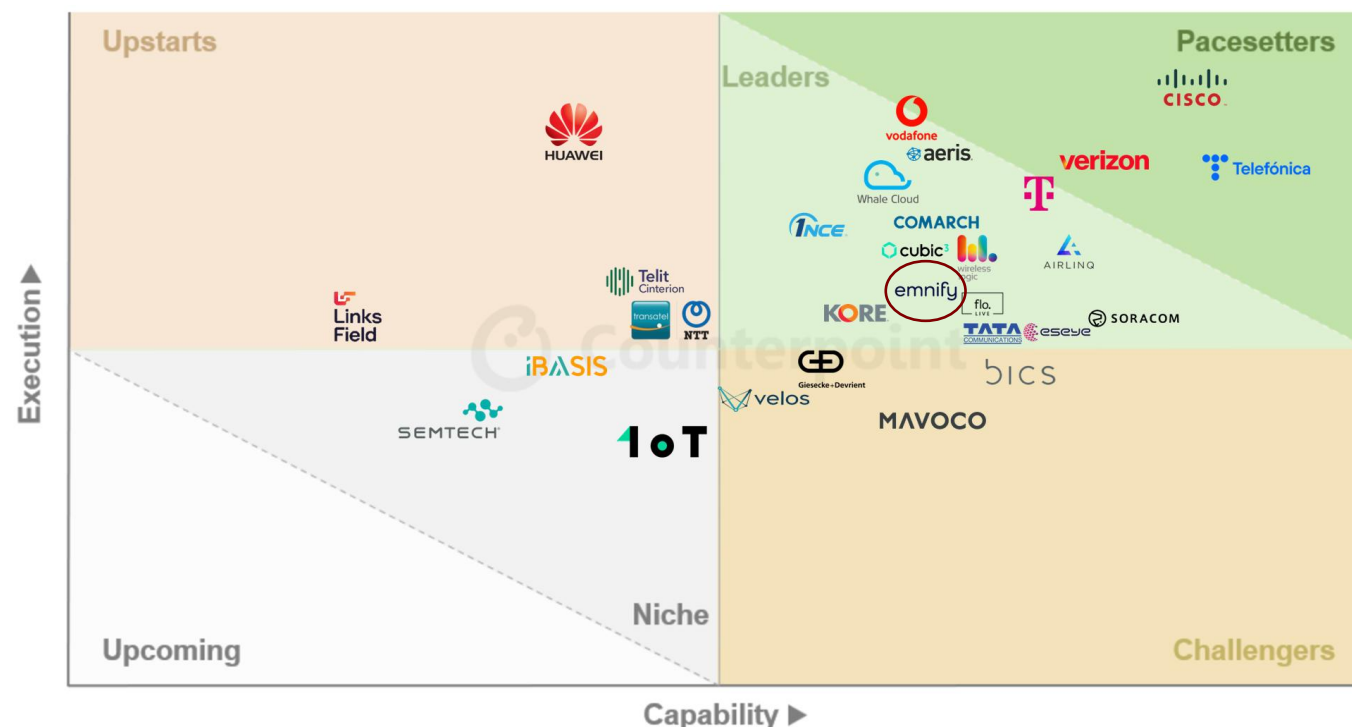 Upstarts
Pacesetters
Leaders
CISCO
HUAWEI
vodafone
aeris
verizon
Telefónica
T
Whale Cloud
1NCE
COMARCH
cubic³
wireless
logic
AIRLINQ
Telit
Cinterion
emnify
Links
Field
transatel
NTT
KORE
flo.
LIVE
SORACOM
TATA
COMMUNICATIONS
eseye
Counterpoint
iBASIS
G+D
Giesecke+Devrient
bics
velos
SEMTECH
MAVOCO
1oT
Niche
Upcoming
Challengers
Execution ▶
Capability ▶